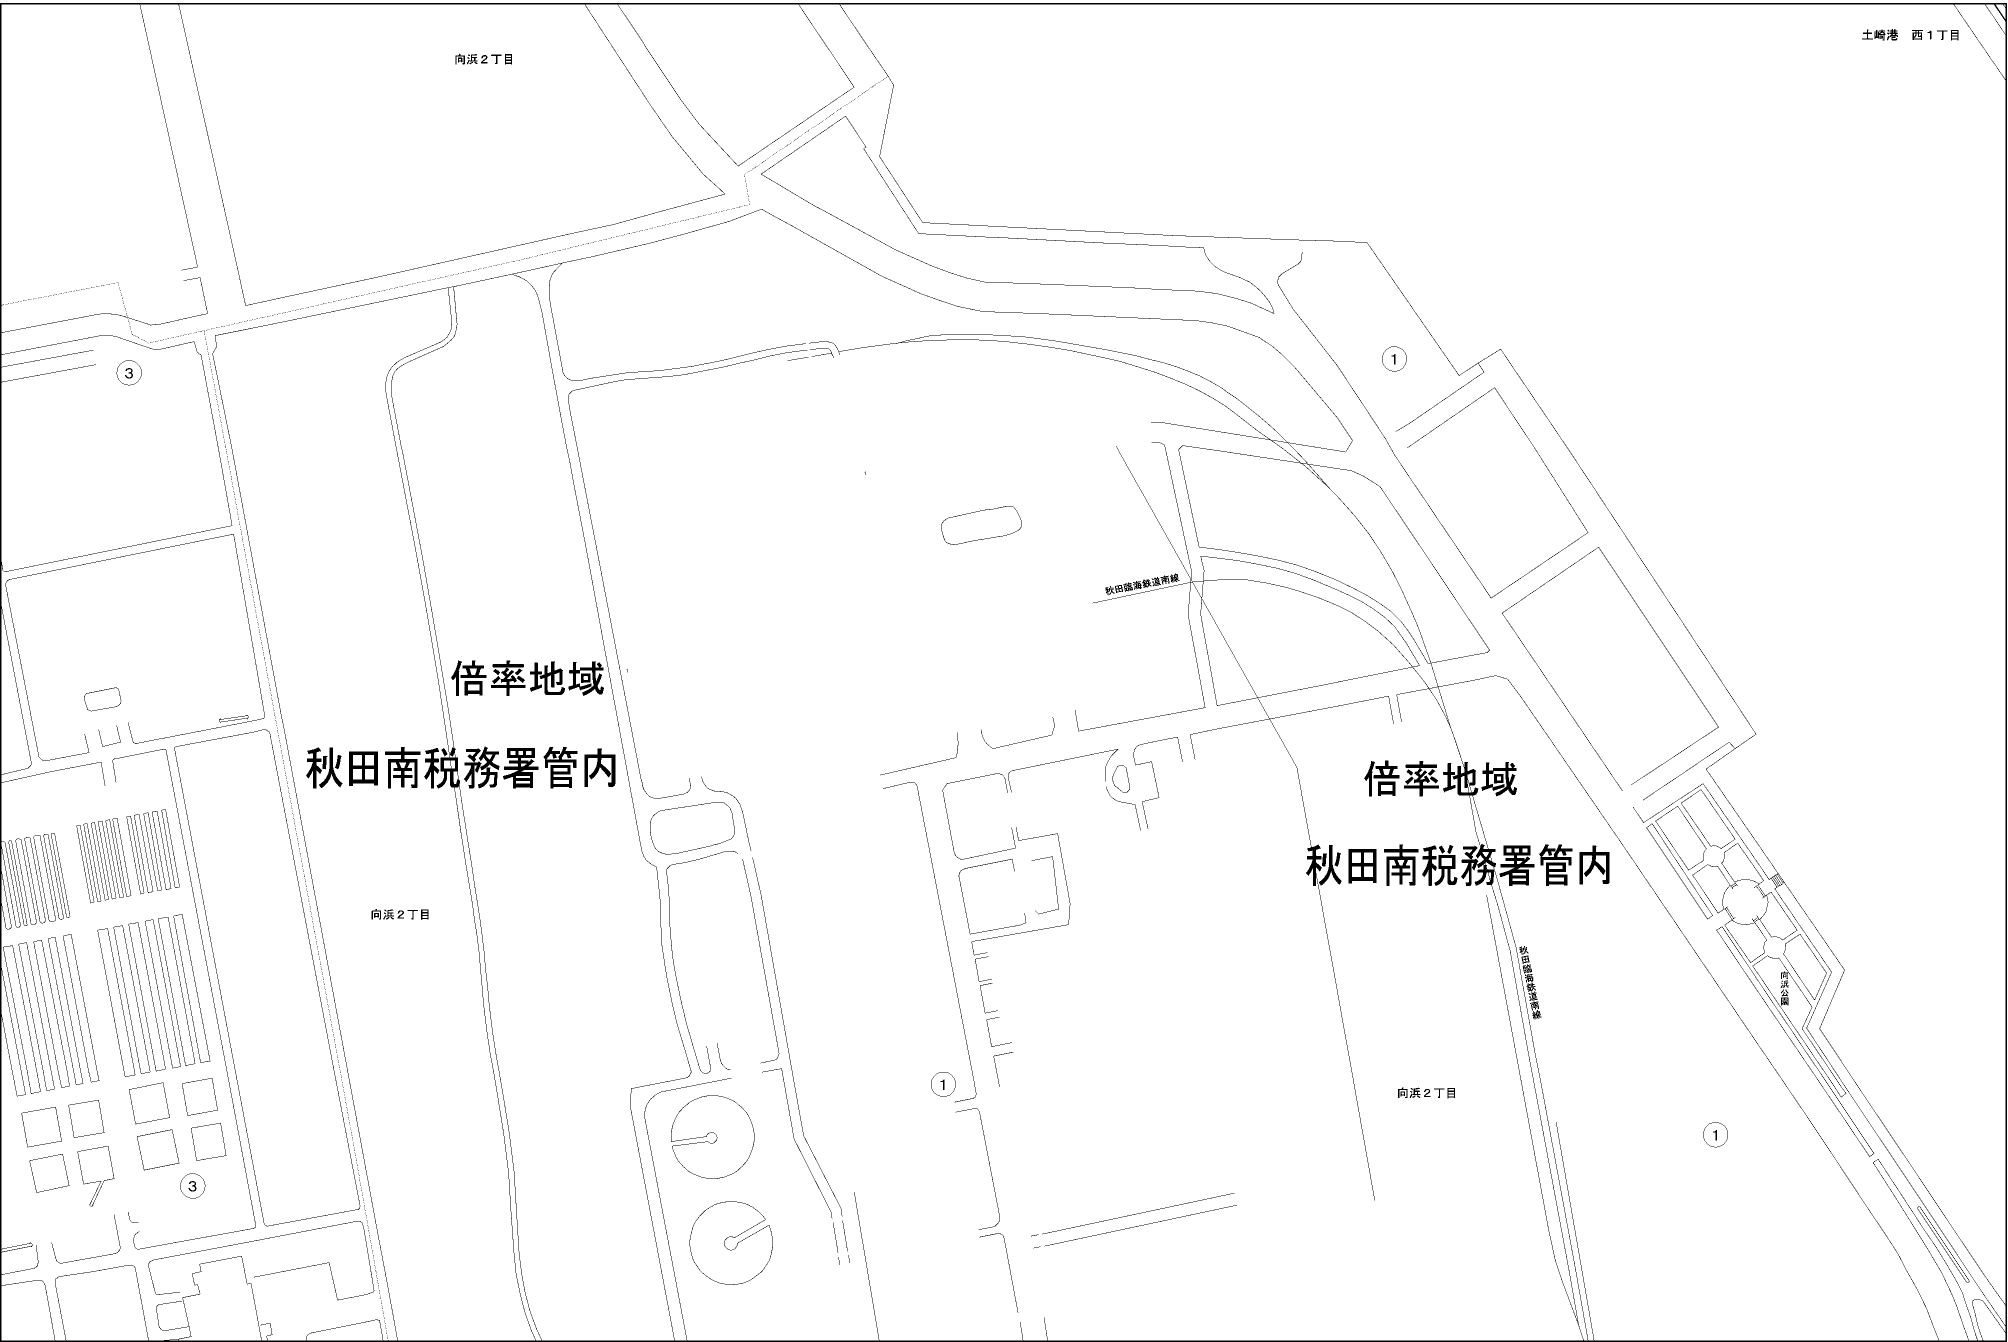 土崎港　西１丁目
向浜２丁目
1
3
秋田臨海鉄道南線
倍率地域
秋田南税務署管内
倍率地域
秋田南税務署管内
向浜２丁目
秋田臨海鉄道南線
向浜公園
1
向浜２丁目
1
3